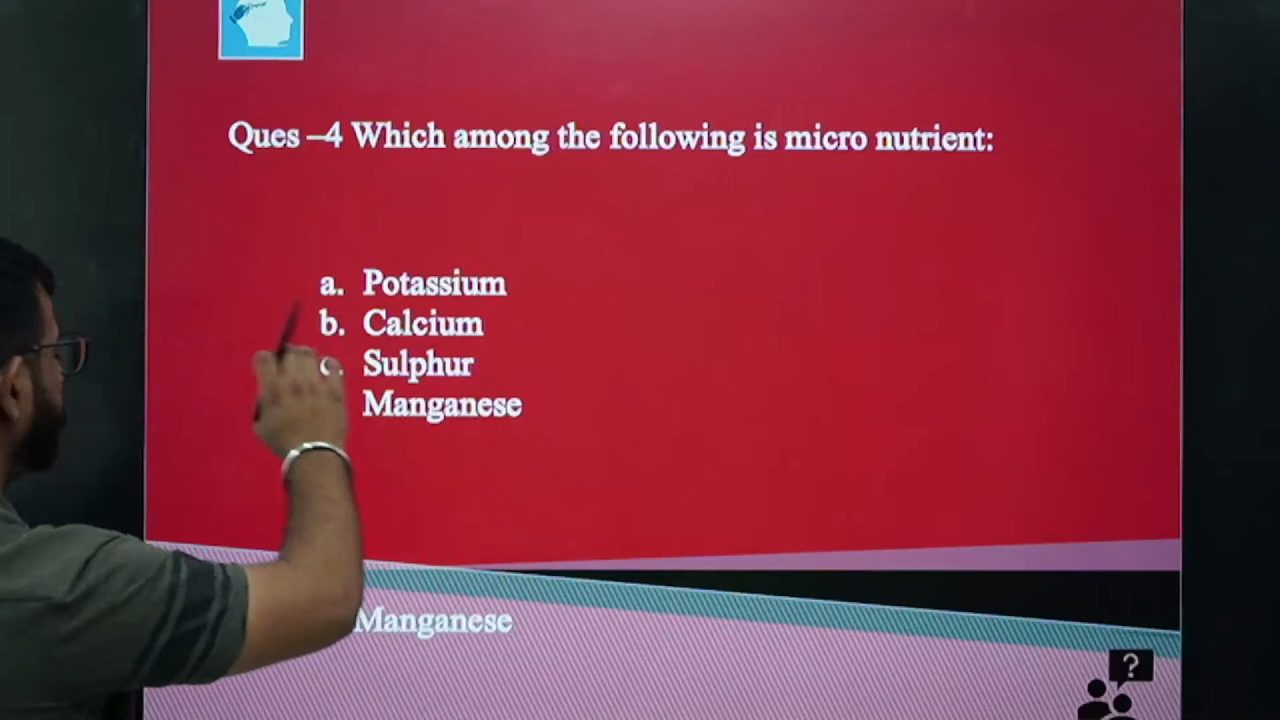 Ques –4 Which among the following is micro nutrient:
a. Potassium
b. Calcium
c. Sulphur
Manganese
Manganese
?